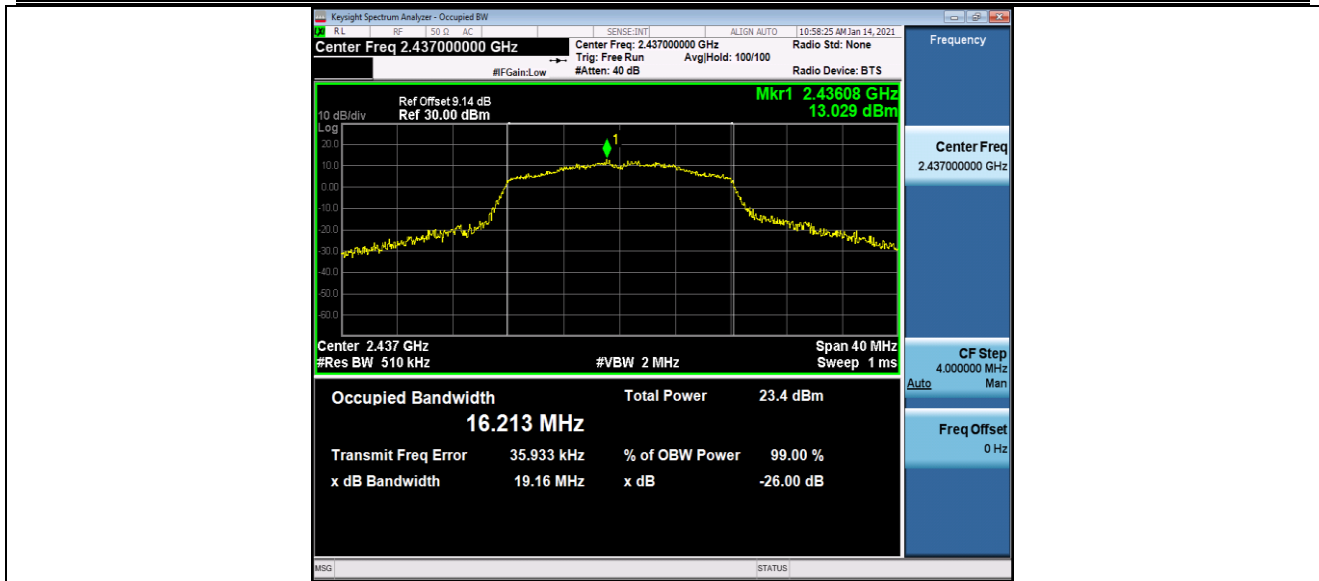 Keysight Spectrum Analyzer - Occupied BW
RL RF 50 Ω AC SENSE:INT ALIGN AUTO 10:58:25 AM Jan 14, 2021
Center Freq 2.437000000 GHz
Center Freq: 2.437000000 GHz Radio Std: None
Trig: Free Run Avg|Hold: 100/100
#IFGain:Low #Atten: 40 dB Radio Device: BTS
Frequency
Mkr1 2.43608 GHz
13.029 dBm
Ref Offset 9.14 dB
10 dB/div Ref 30.00 dBm
Log
20.0
10.0
0.00
-10.0
-20.0
-30.0
-40.0
-50.0
-60.0
1
Center 2.437 GHz Span 40 MHz
#Res BW 510 kHz #VBW 2 MHz Sweep 1 ms
Center Freq
2.437000000 GHz
CF Step
4.000000 MHz
Auto Man
Freq Offset
0 Hz
Occupied Bandwidth Total Power 23.4 dBm
16.213 MHz
Transmit Freq Error 35.933 kHz % of OBW Power 99.00 %
x dB Bandwidth 19.16 MHz x dB -26.00 dB
MSG STATUS